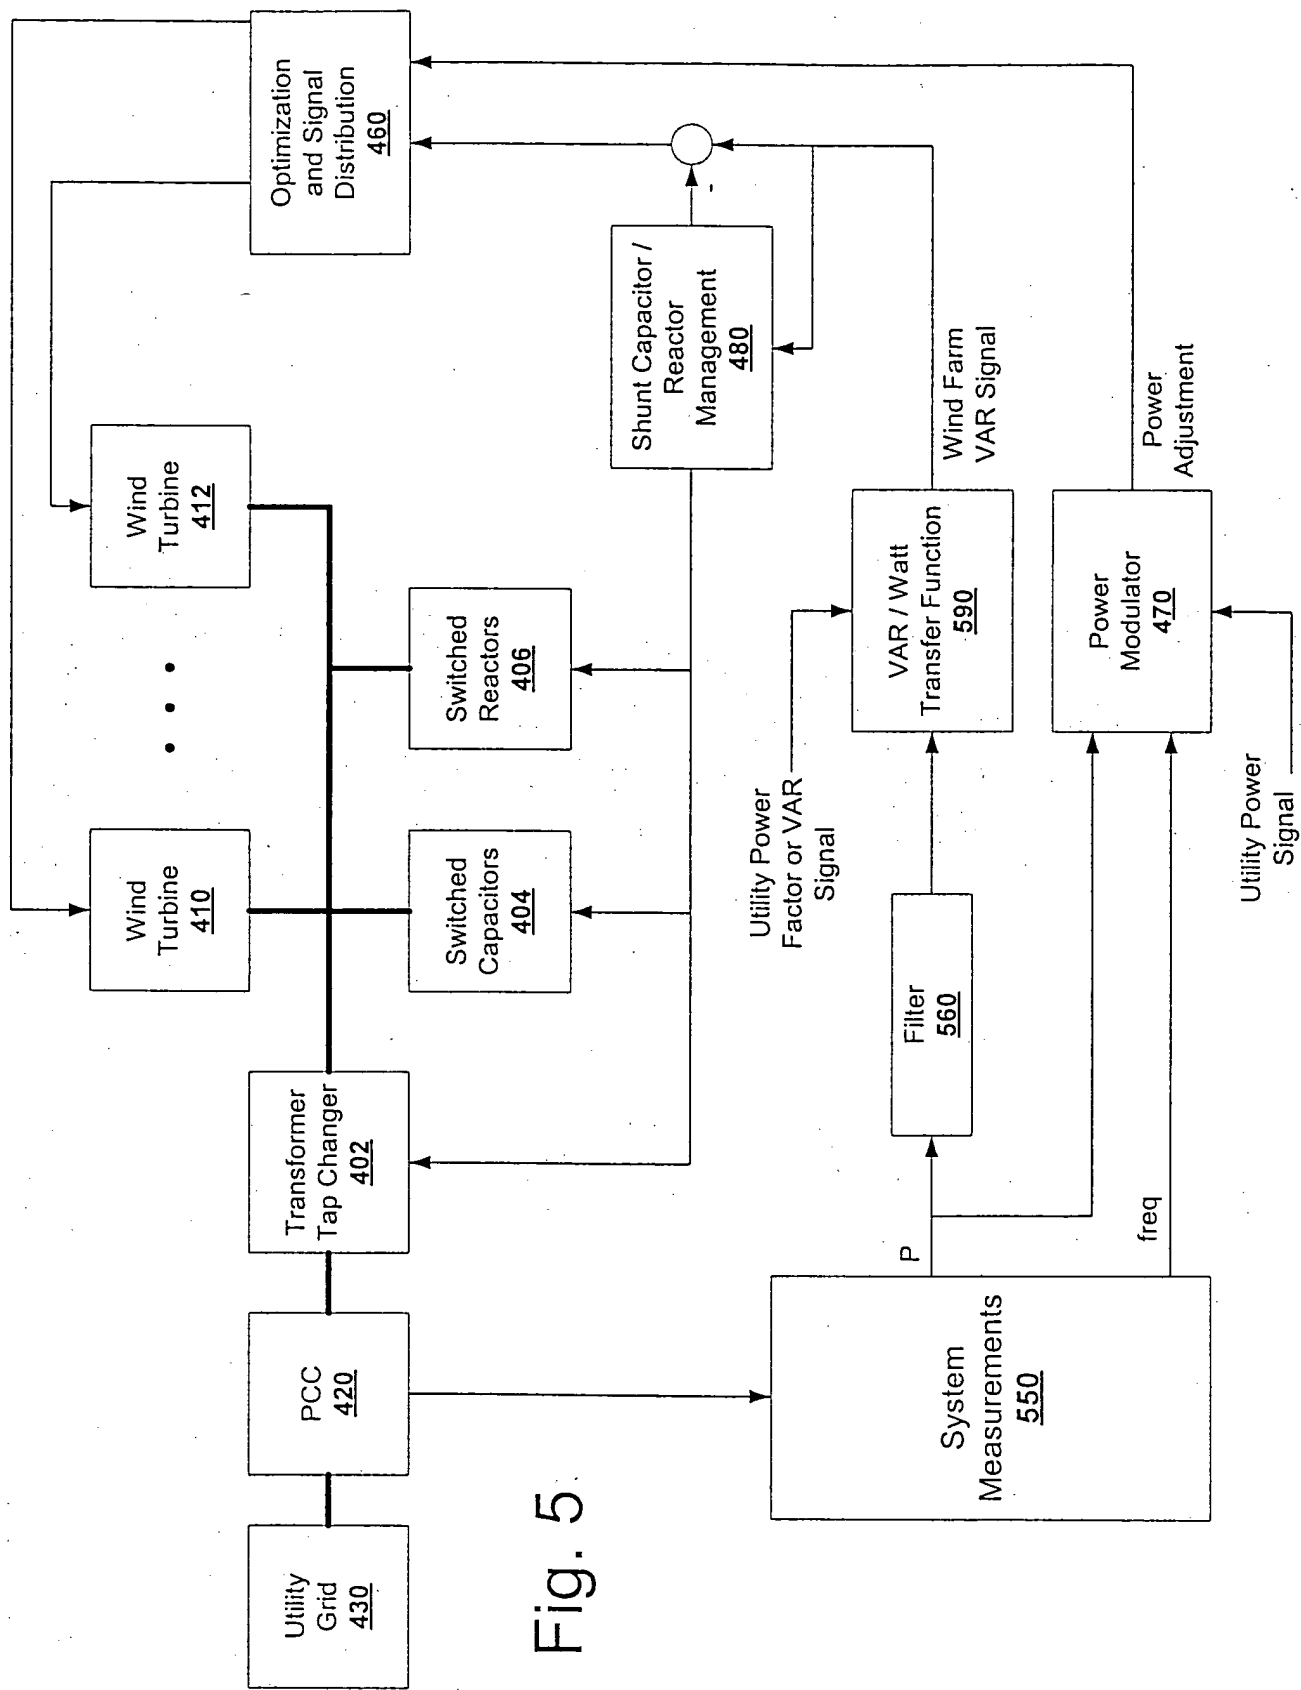 Utility
Grid
430
PCC
420
Transformer
Tap Changer
402
Wind
Turbine
410
Wind
Turbine
412
Optimization
and Signal
Distribution
460
Switched
Capacitors
404
Switched
Reactors
406
Shunt Capacitor /
Reactor
Management
480
-
System
Measurements
550
P
freq
Filter
560
Utility Power
Factor or VAR
Signal
VAR / Watt
Transfer Function
590
Wind Farm
VAR Signal
Power
Modulator
470
Power
Adjustment
Utility Power
Signal
Fig. 5